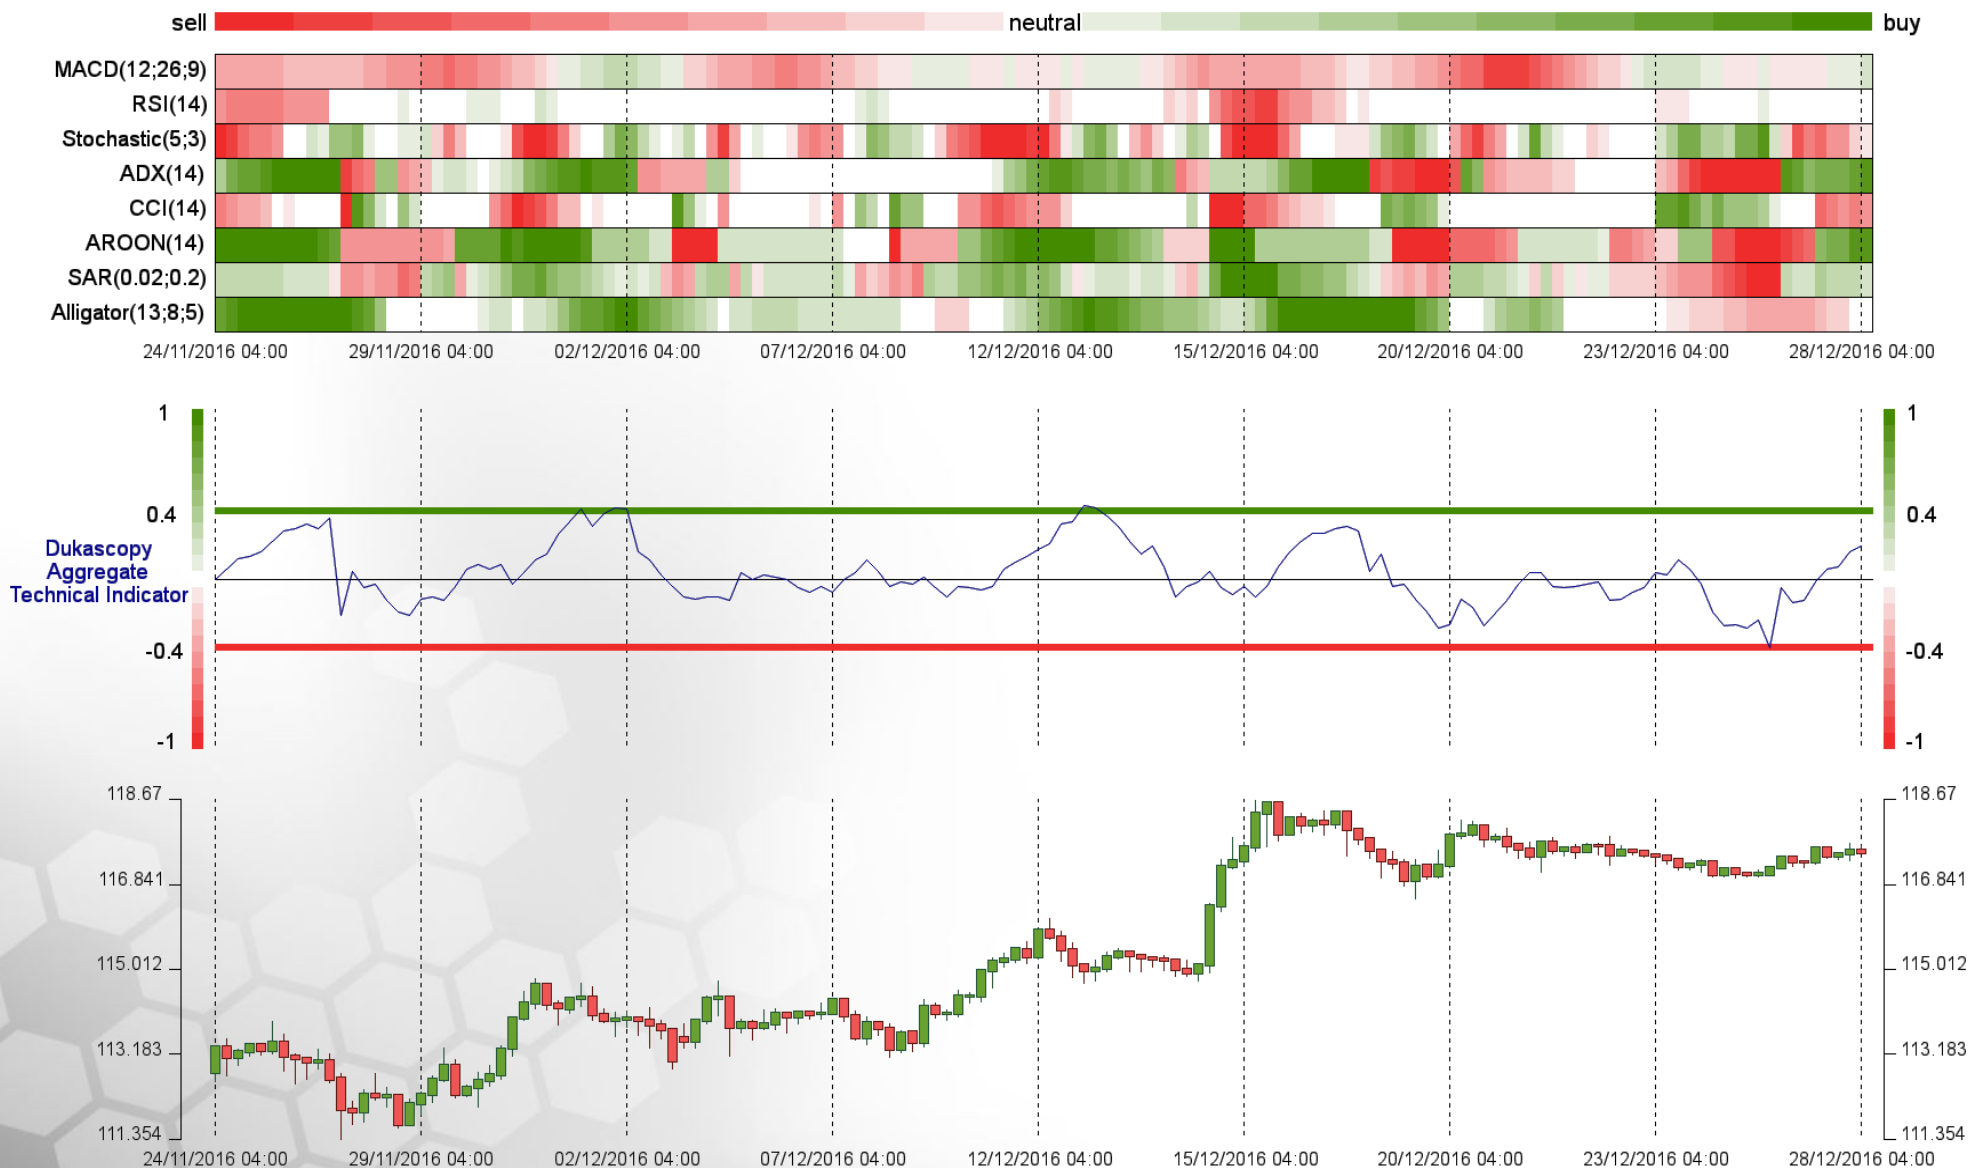 sell neutral buy
MACD(12;26;9)
RSI(14)
Stochastic(5;3)
ADX(14)
CCI(14)
AROON(14)
SAR(0.02;0.2)
Alligator(13;8;5)
24/11/2016 04:00 29/11/2016 04:00 02/12/2016 04:00 07/12/2016 04:00 12/12/2016 04:00 15/12/2016 04:00 20/12/2016 04:00 23/12/2016 04:00 28/12/2016 04:00
1 1
0.4 0.4
Dukascopy
Aggregate
Technical Indicator
-0.4 -0.4
-1 -1
118.67 118.67
116.841 116.841
115.012 115.012
113.183 113.183
111.354 111.354
24/11/2016 04:00 29/11/2016 04:00 02/12/2016 04:00 07/12/2016 04:00 12/12/2016 04:00 15/12/2016 04:00 20/12/2016 04:00 23/12/2016 04:00 28/12/2016 04:00